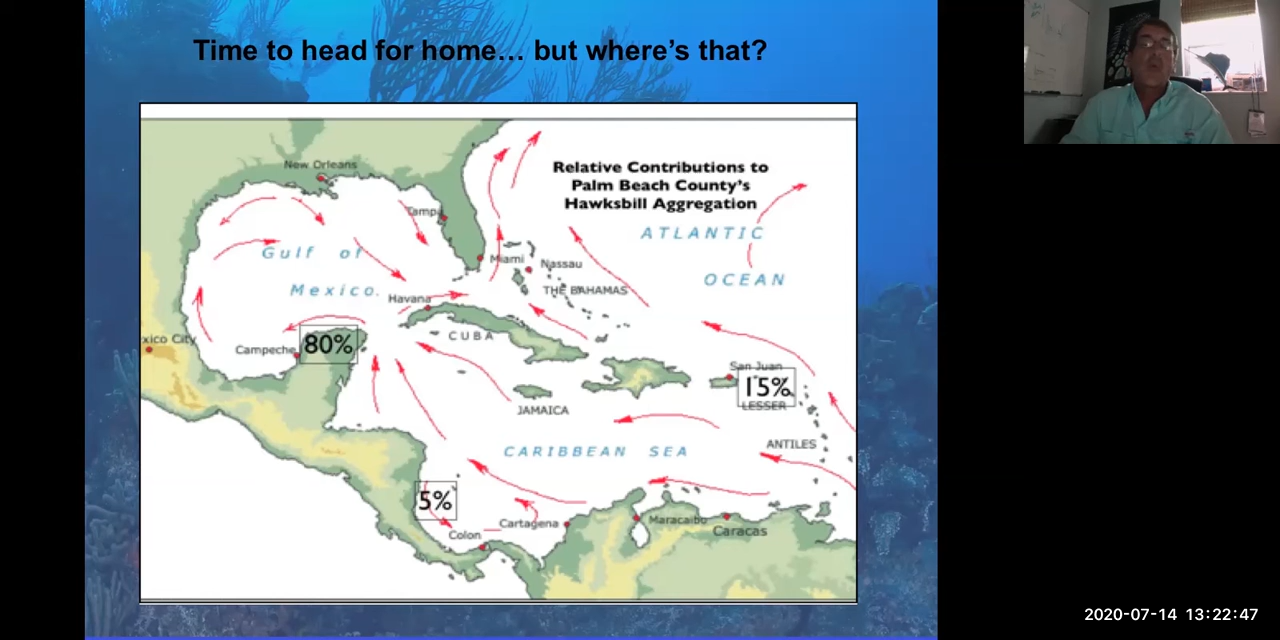 Time to head for home... but where's that?
Relative Contributions to
Palm Beach County's
Hawksbill Aggregation
New Orleans
Tampa
ATLANTIC
OCEAN
Gulf of
Mexico.
Miami
Nassau
THE BAHAMAS
Havana
CUBA
xico City
Campeche
80%
San Juan
15%
LESSER
ANTILES
JAMAICA
CARIBBEAN SEA
5%
Colon
Cartagena
Maracaibo
Caracas
2020-07-14 13:22:47